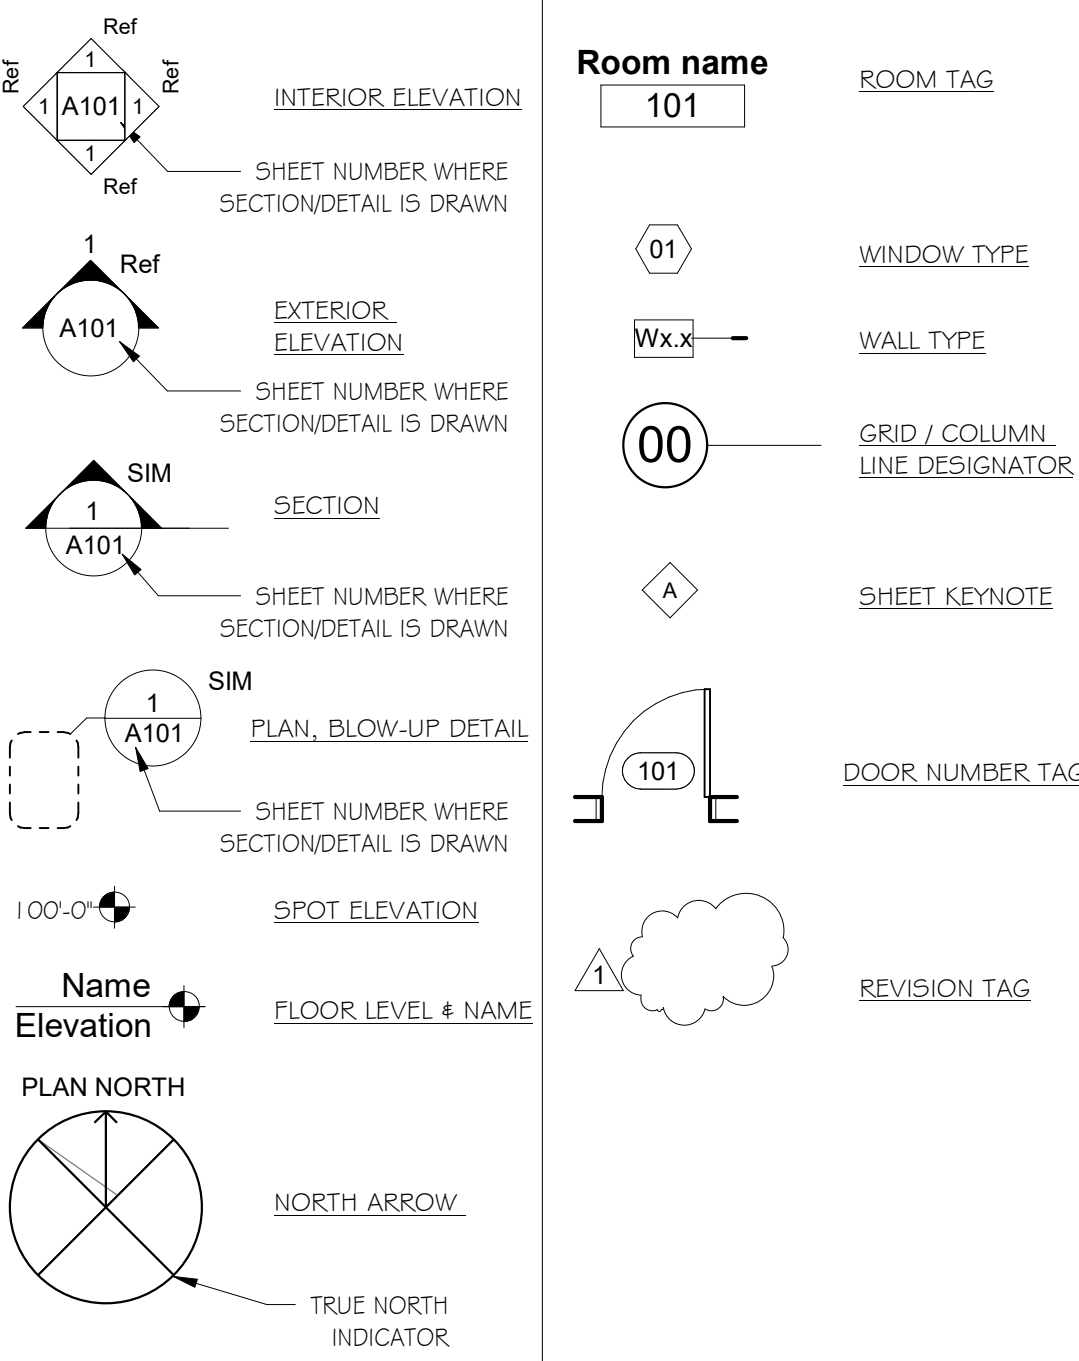 Ref
Ref
Ref
1
1
A101
1
1
Ref
INTERIOR ELEVATION
SHEET NUMBER WHERE
SECTION/DETAIL IS DRAWN
1
Ref
A101
EXTERIOR
ELEVATION
SHEET NUMBER WHERE
SECTION/DETAIL IS DRAWN
SIM
1
A101
SECTION
SHEET NUMBER WHERE
SECTION/DETAIL IS DRAWN
SIM
1
A101
PLAN, BLOW-UP DETAIL
SHEET NUMBER WHERE
SECTION/DETAIL IS DRAWN
100'-0"
SPOT ELEVATION
Name
Elevation
FLOOR LEVEL & NAME
PLAN NORTH
NORTH ARROW
TRUE NORTH
INDICATOR
Room name
101
ROOM TAG
01
WINDOW TYPE
Wx.x
WALL TYPE
00
GRID / COLUMN
LINE DESIGNATOR
A
SHEET KEYNOTE
101
DOOR NUMBER TAG
1
REVISION TAG